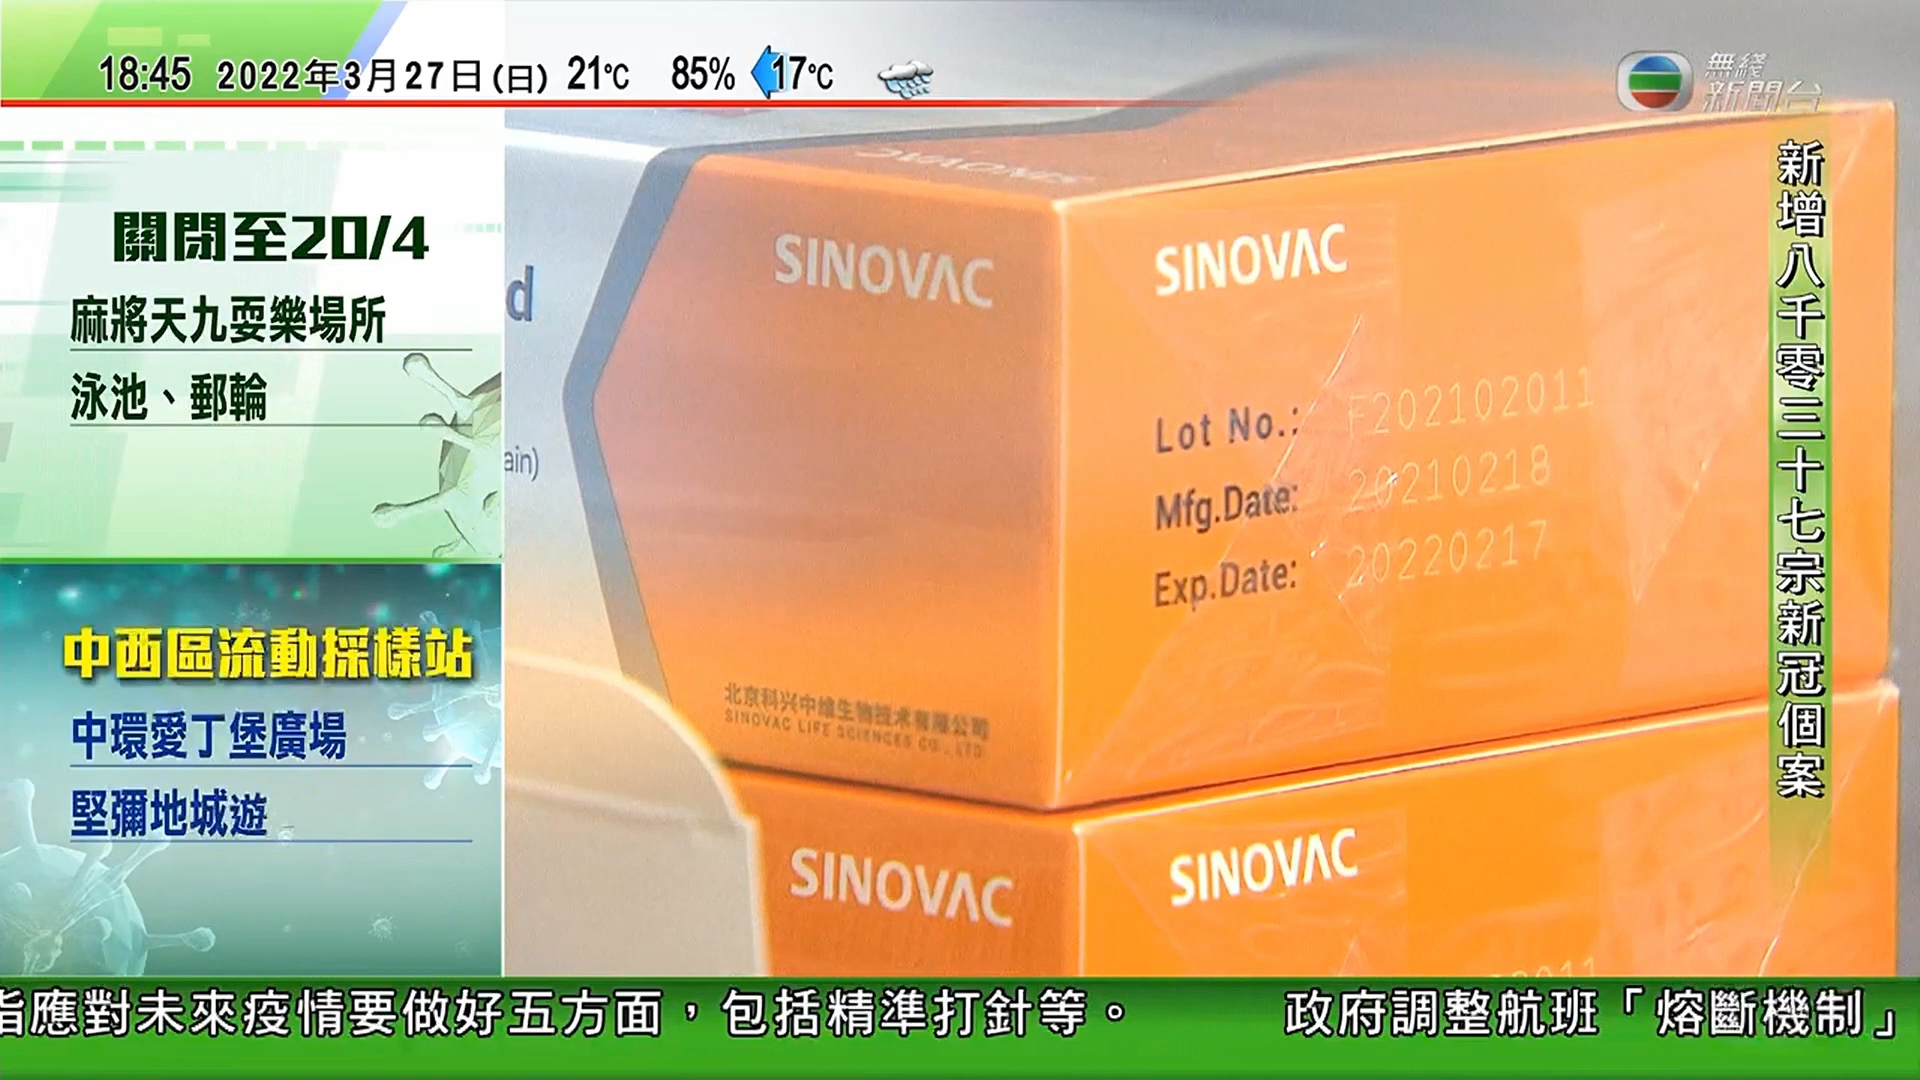 18:45 2022年3月27日(日) 21°C 85% 17°C
無綫
新聞台
關閉至20/4
麻將天九耍樂場所
泳池、郵輪
中西區流動採樣站
中環愛丁堡廣場
堅彌地城遊
d
ain)
SINOVAC
SINOVAC
SINOVAC
Lot No.: F202102011
Mfg.Date: 20210218
Exp.Date: 20220217
北京科兴中维生物技术有限公司
SINOVAC LIFE SCIENCES CO., LTD
SINOVAC
SINOVAC
新增八千零三十七宗新冠個案
指應對未來疫情要做好五方面，包括精準打針等。 政府調整航班「熔斷機制」